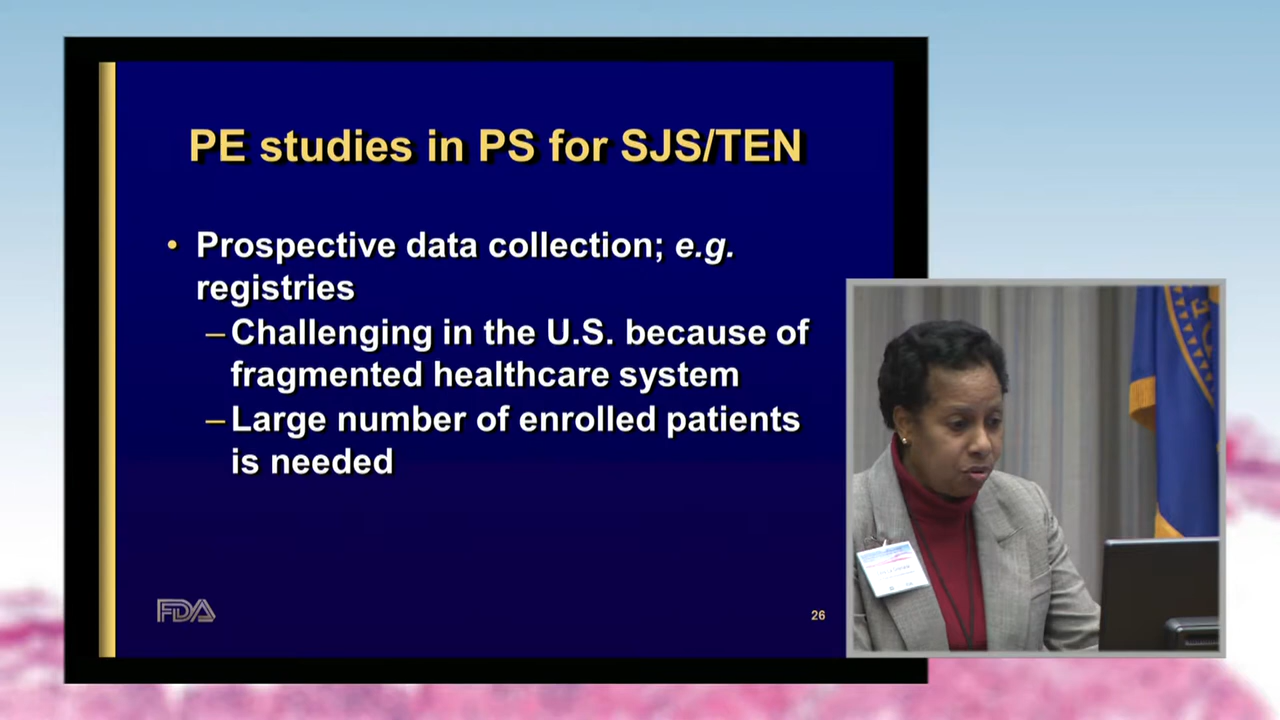 PE studies in PS for SJS/TEN
• Prospective data collection; e.g.
registries
–Challenging in the U.S. because of
fragmented healthcare system
–Large number of enrolled patients
is needed
FDA
26